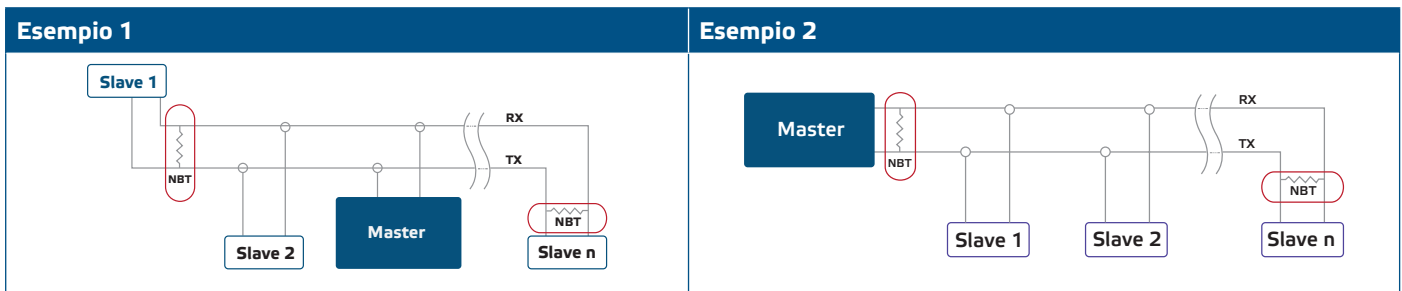 Esempio 1
Slave 1
RX
TX
NBT
NBT
Master
Slave 2
Slave n
Esempio 2
Master
RX
TX
NBT
NBT
Slave 1
Slave 2
Slave n